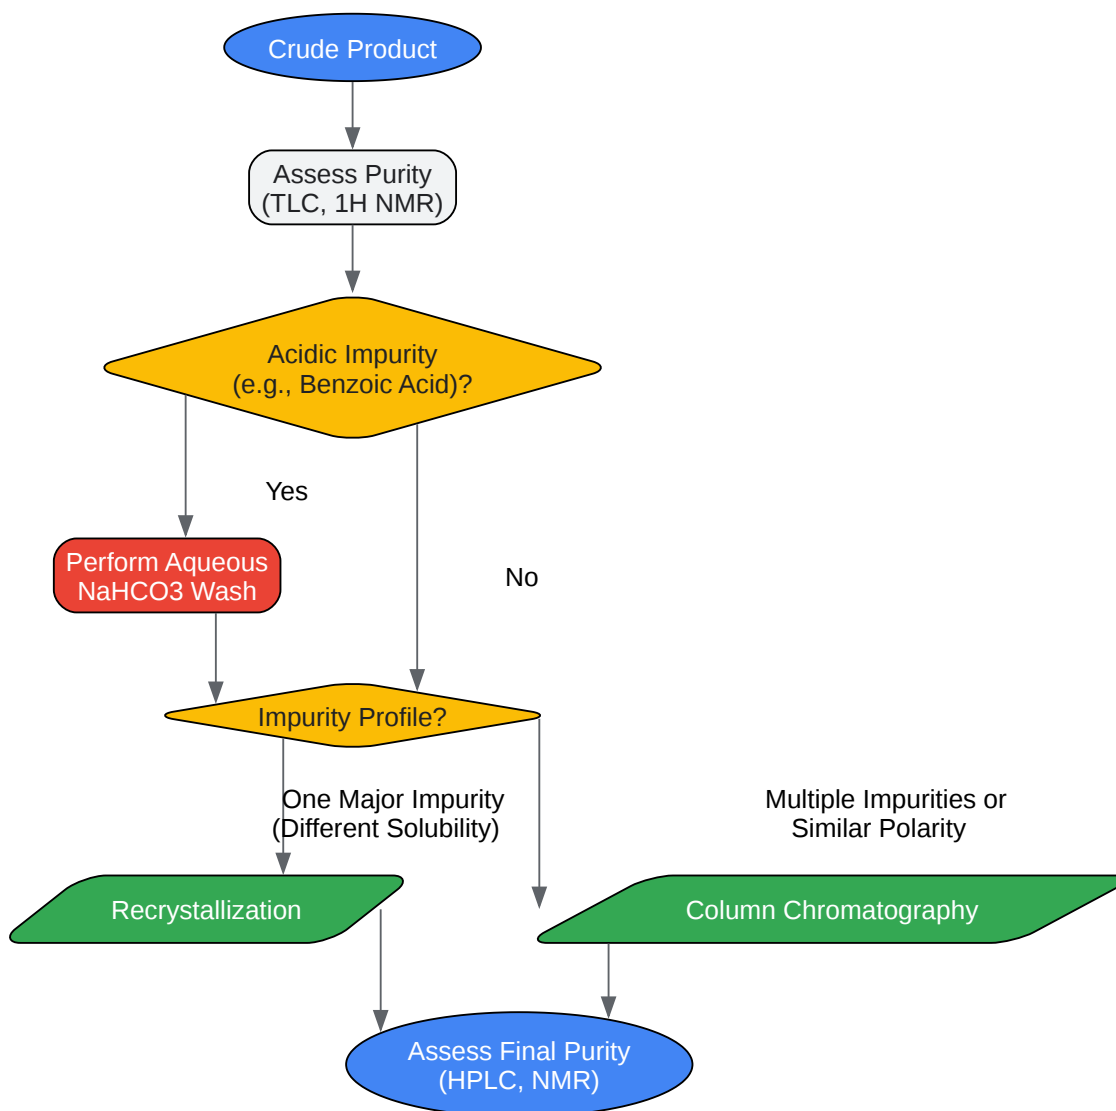 Crude Product
Assess Purity
(TLC, 1H NMR)
Acidic Impurity
(e.g., Benzoic Acid)?
Yes
Perform Aqueous
NaHCO3 Wash
No
Impurity Profile?
One Major Impurity
(Different Solubility)
Multiple Impurities or
Similar Polarity
Recrystallization
Column Chromatography
Assess Final Purity
(HPLC, NMR)